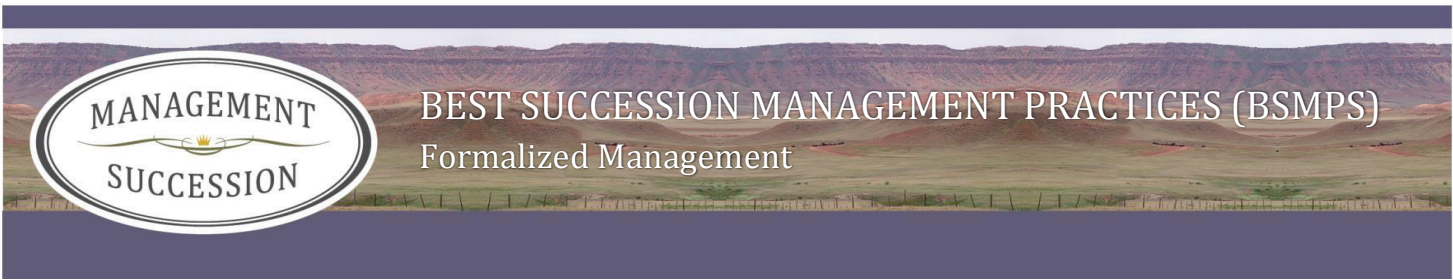 MANAGEMENT
SUCCESSION
BEST SUCCESSION MANAGEMENT PRACTICES (BSMPS)
Formalized Management